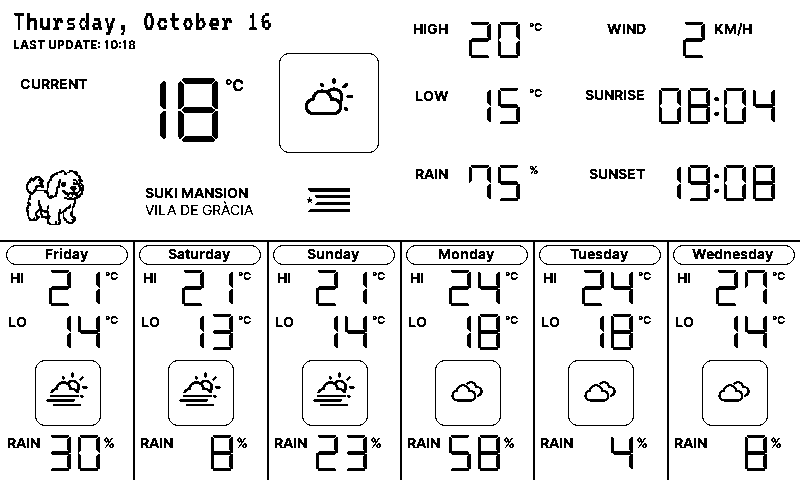 Thursday, October 16
LAST UPDATE: 10:18
CURRENT 18 °C
HIGH 20 °C
WIND 2 KM/H
LOW 15 °C
SUNRISE 08:04
RAIN 75 %
SUNSET 19:08
SUKI MANSION
VILA DE GRÀCIA
Friday
HI 21 °C
LO 14 °C
RAIN 30 %
Saturday
HI 21 °C
LO 13 °C
RAIN 8 %
Sunday
HI 21 °C
LO 14 °C
RAIN 23 %
Monday
HI 24 °C
LO 18 °C
RAIN 58 %
Tuesday
HI 24 °C
LO 18 °C
RAIN 4 %
Wednesday
HI 27 °C
LO 14 °C
RAIN 8 %